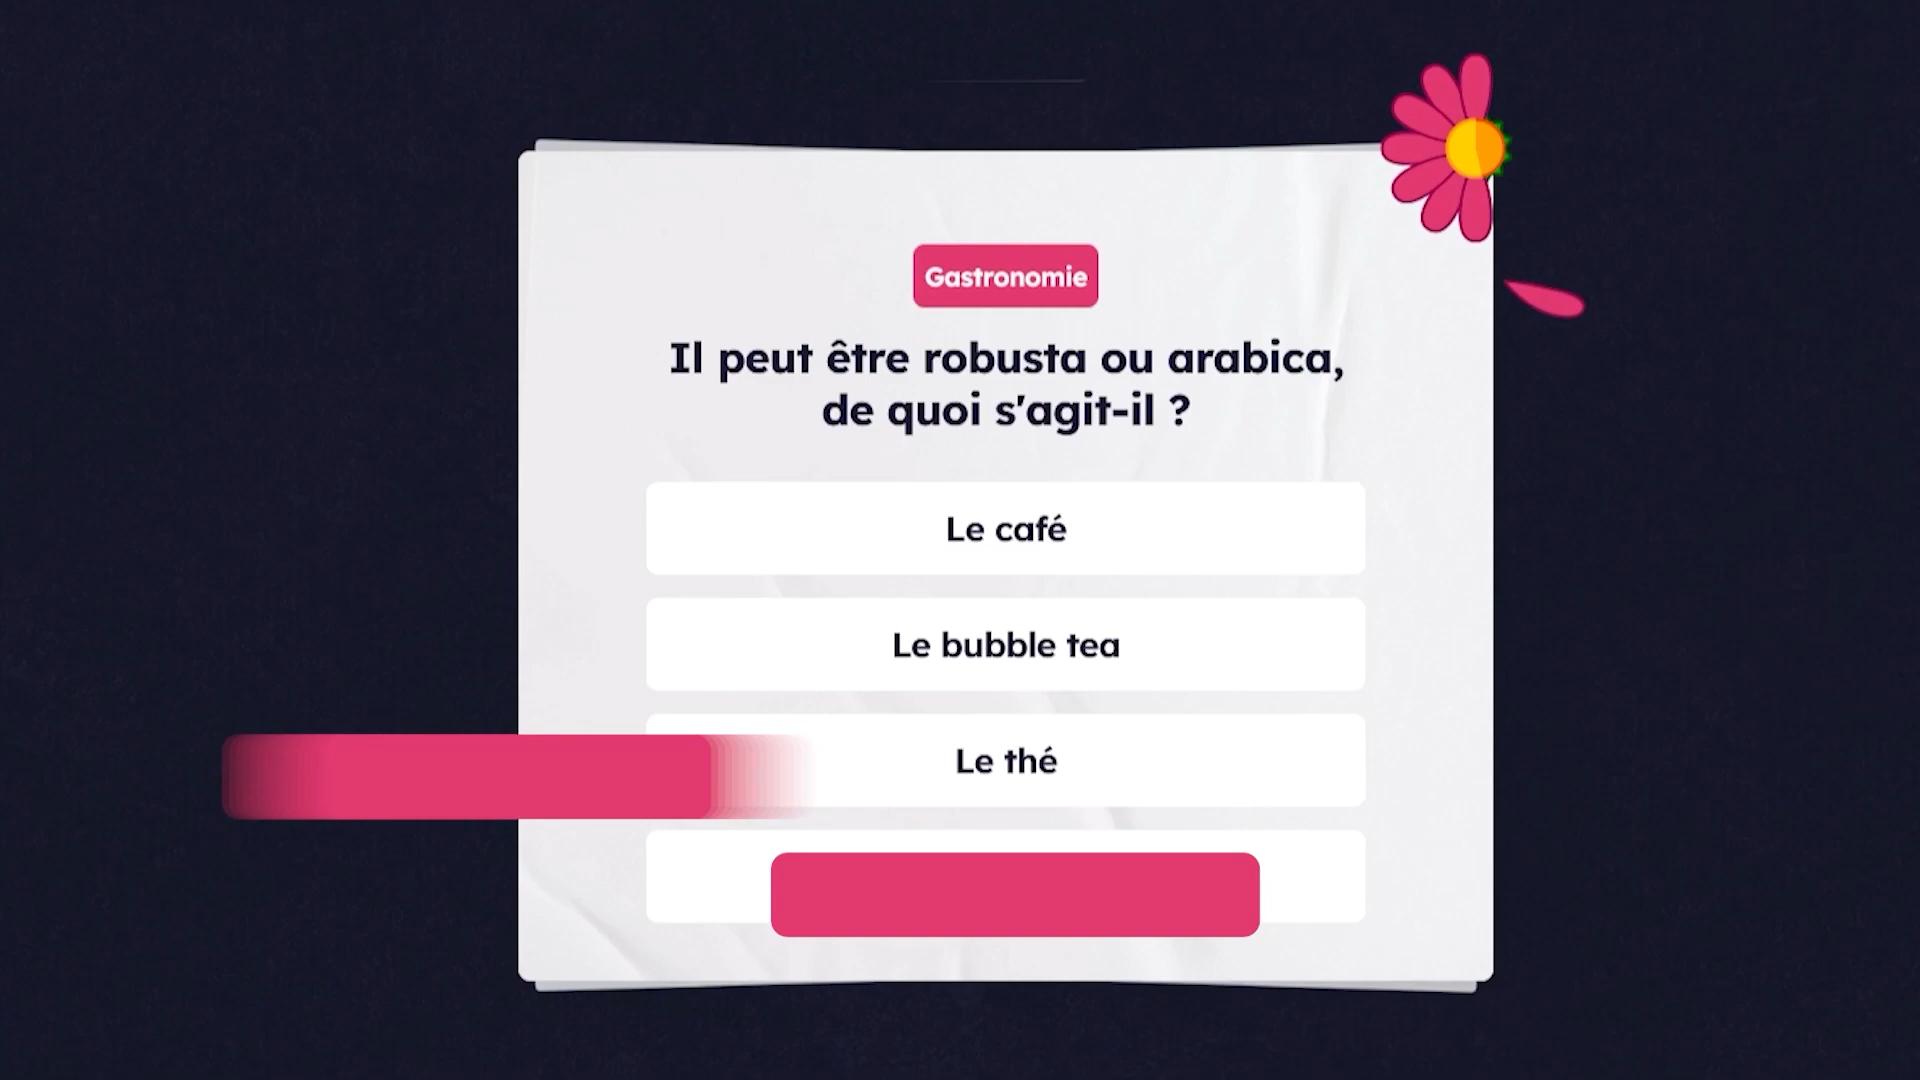 Gastronomie
Il peut être robusta ou arabica,
de quoi s'agit-il ?
Le café
Le bubble tea
Le thé